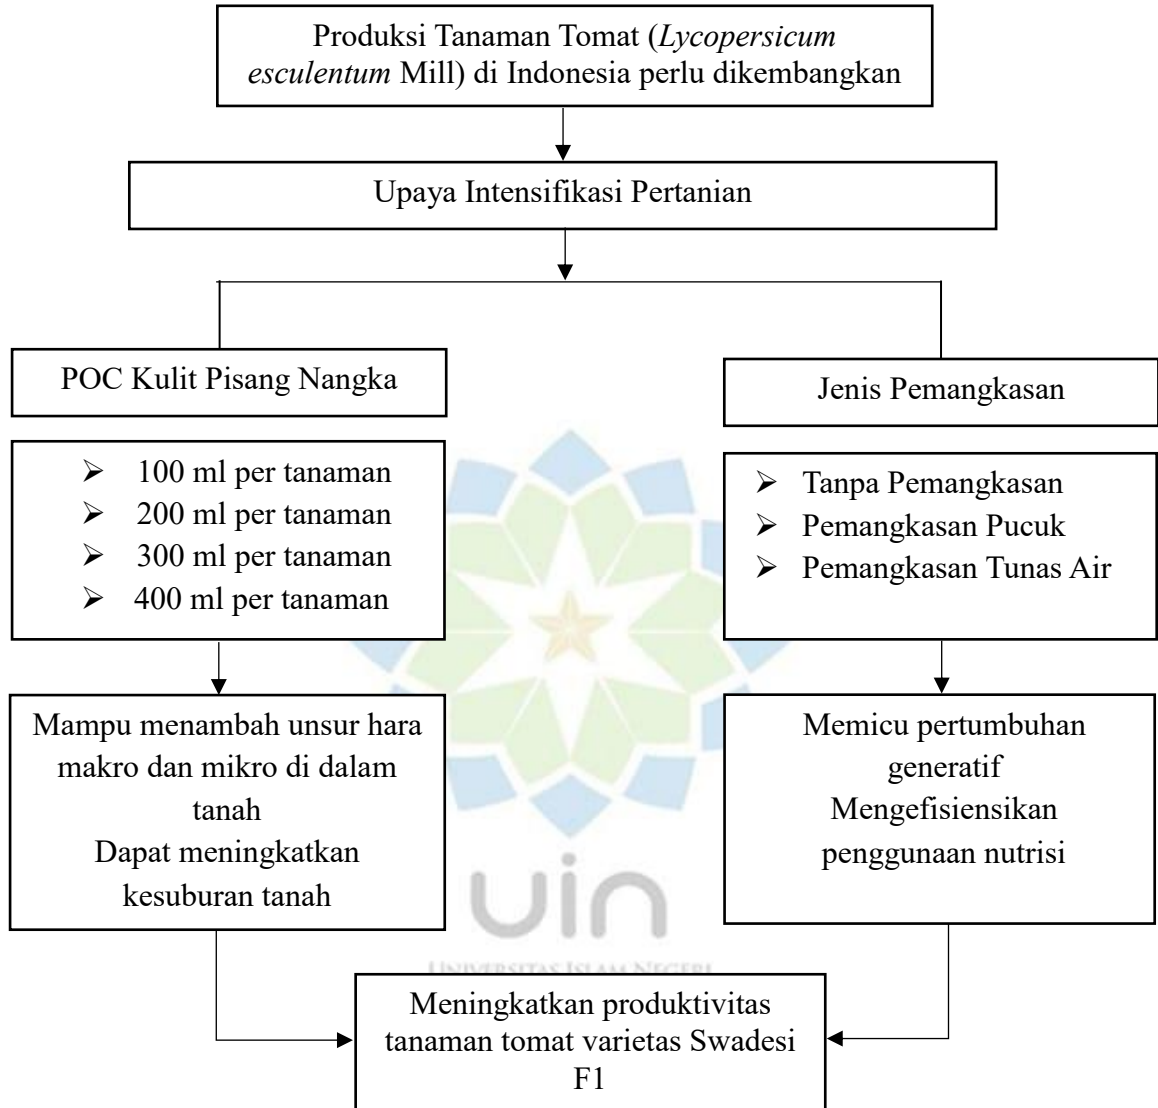 Produksi Tanaman Tomat (Lycopersicum
esculentum Mill) di Indonesia perlu dikembangkan
Upaya Intensifikasi Pertanian
POC Kulit Pisang Nangka
Jenis Pemangkasan
➢ 100 ml per tanaman
➢ 200 ml per tanaman
➢ 300 ml per tanaman
➢ 400 ml per tanaman
➢ Tanpa Pemangkasan
➢ Pemangkasan Pucuk
➢ Pemangkasan Tunas Air
Mampu menambah unsur hara
makro dan mikro di dalam
tanah
Dapat meningkatkan
kesuburan tanah
Memicu pertumbuhan
generatif
Mengefisiensikan
penggunaan nutrisi
uin
UNIVERSITAS ISLAM NEGERI
Meningkatkan produktivitas
tanaman tomat varietas Swadesi
F1